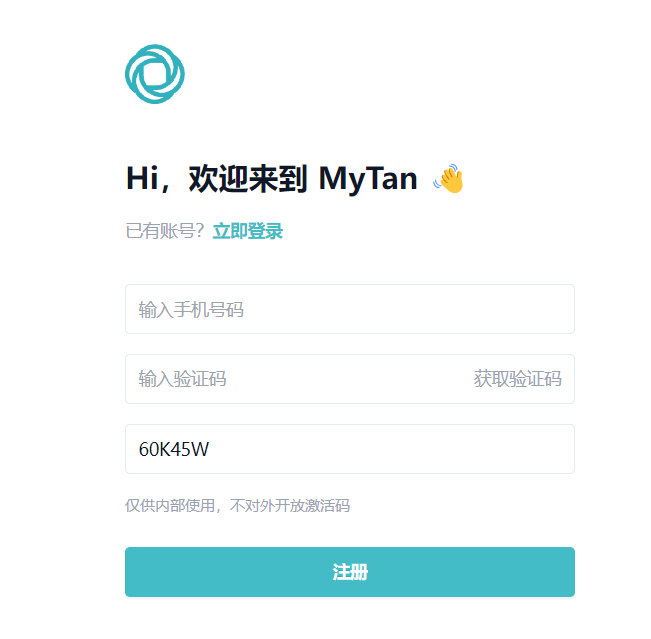 Hi，欢迎来到 MyTan 👋
已有账号？立即登录
输入手机号码
输入验证码 获取验证码
60K45W
仅供内部使用，不对外开放激活码
注册